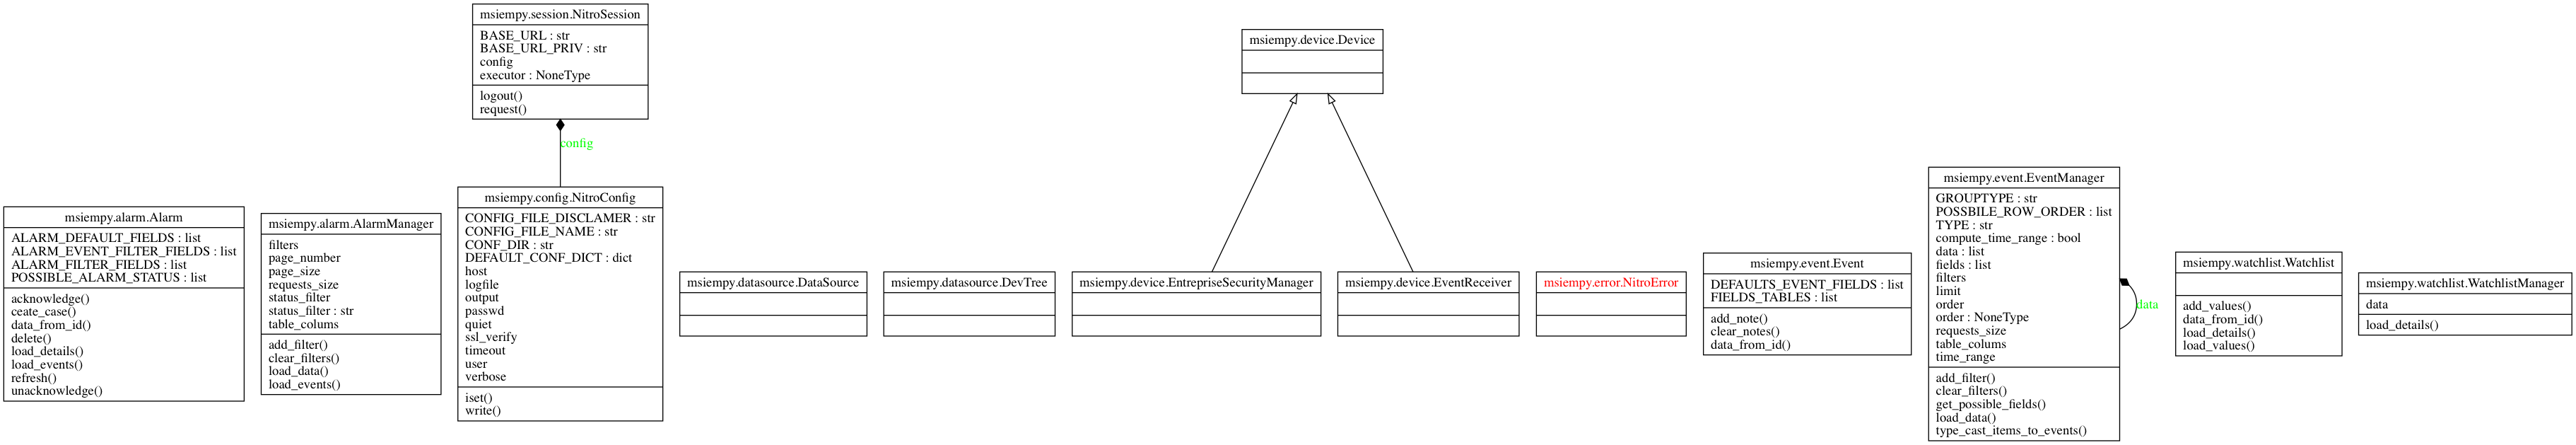 msiempy.session.NitroSession
BASE_URL : str
BASE_URL_PRIV : str
config
executor : NoneType
logout()
request()
config
msiempy.device.Device
msiempy.alarm.Alarm
ALARM_DEFAULT_FIELDS : list
ALARM_EVENT_FILTER_FIELDS : list
ALARM_FILTER_FIELDS : list
POSSIBLE_ALARM_STATUS : list
acknowledge()
ceate_case()
data_from_id()
delete()
load_details()
load_events()
refresh()
unacknowledge()
msiempy.alarm.AlarmManager
filters
page_number
page_size
requests_size
status_filter
status_filter : str
table_colums
add_filter()
clear_filters()
load_data()
load_events()
msiempy.config.NitroConfig
CONFIG_FILE_DISCLAMER : str
CONFIG_FILE_NAME : str
CONF_DIR : str
DEFAULT_CONF_DICT : dict
host
logfile
output
passwd
quiet
ssl_verify
timeout
user
verbose
iset()
write()
msiempy.datasource.DataSource
msiempy.datasource.DevTree
msiempy.device.EntrepriseSecurityManager
msiempy.device.EventReceiver
msiempy.error.NitroError
msiempy.event.Event
DEFAULTS_EVENT_FIELDS : list
FIELDS_TABLES : list
add_note()
clear_notes()
data_from_id()
msiempy.event.EventManager
GROUPTYPE : str
POSSBILE_ROW_ORDER : list
TYPE : str
compute_time_range : bool
data : list
fields : list
filters
limit
order
order : NoneType
requests_size
table_colums
time_range
add_filter()
clear_filters()
get_possible_fields()
load_data()
type_cast_items_to_events()
data
msiempy.watchlist.Watchlist
add_values()
data_from_id()
load_details()
load_values()
msiempy.watchlist.WatchlistManager
data
load_details()